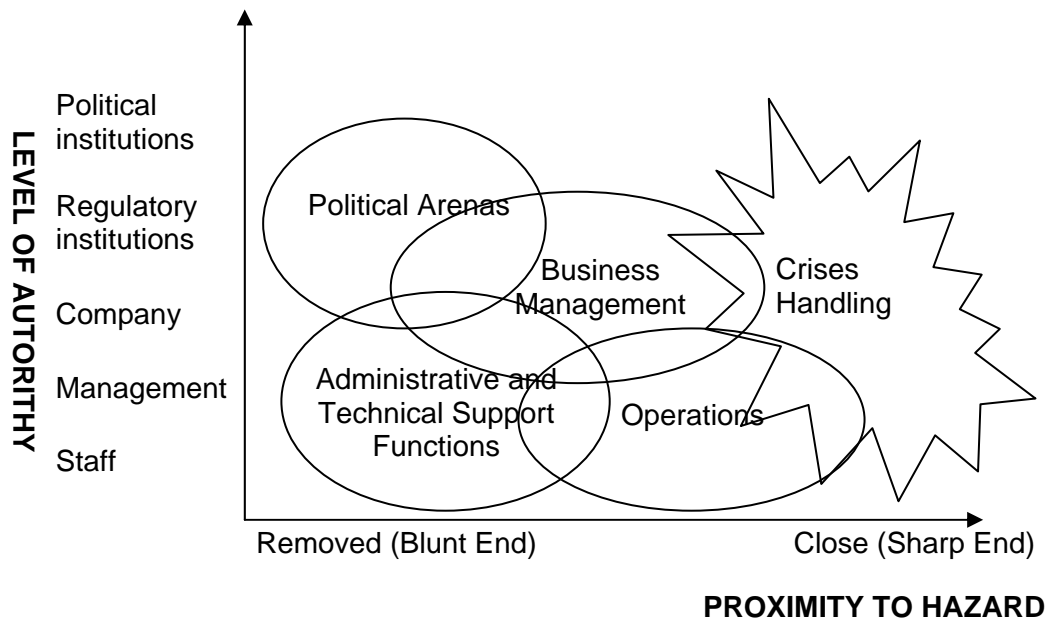 LEVEL OF AUTORITHY
Political
institutions
Regulatory
institutions
Company
Management
Staff
Political Arenas
Business
Management
Crises
Handling
Administrative and
Technical Support
Functions
Operations
Removed (Blunt End)
Close (Sharp End)
PROXIMITY TO HAZARD